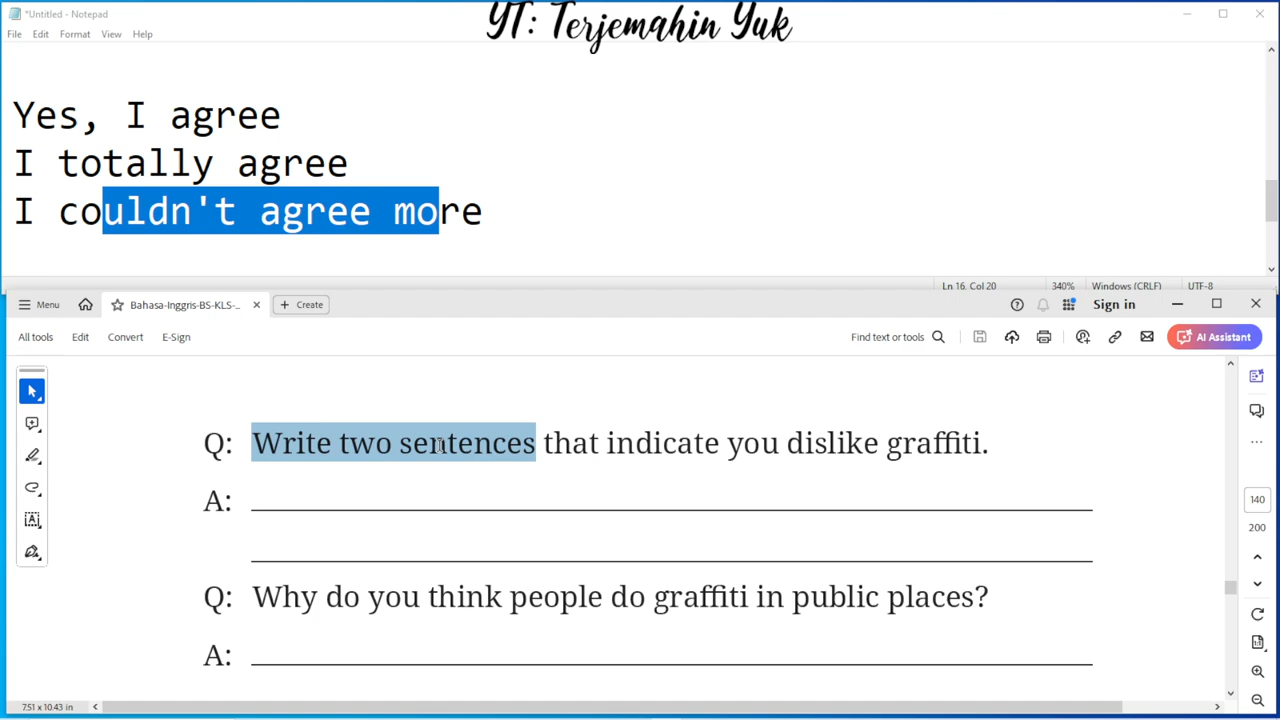 *Untitled - Notepad
YT: Terjemahin Yuk
File Edit Format View Help
Yes, I agree
I totally agree
I couldn't agree more
Ln 16, Col 20 340% Windows (CRLF) UTF-8
Menu Bahasa-Inggris-BS-KLS-... Create Sign in
All tools Edit Convert E-Sign Find text or tools AI Assistant
Q: Write two sentences that indicate you dislike graffiti.
A:
Q: Why do you think people do graffiti in public places?
A:
140
200
7.51 x 10.43 in